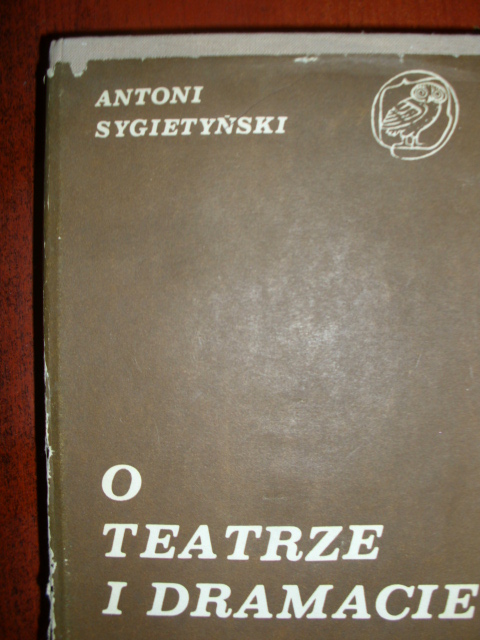 ANTONI
SYGIETYŃSKI
O
TEATRZE
I DRAMACIE